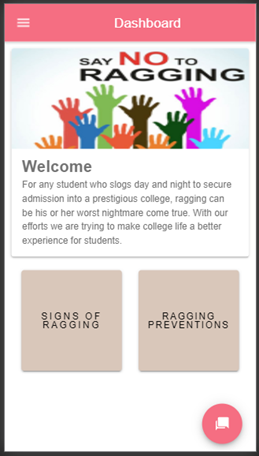 Dashboard
SAY NO TO
RAGGING
Welcome
For any student who slogs day and night to secure
admission into a prestigious college, ragging can
be his or her worst nightmare come true. With our
efforts we are trying to make college life a better
experience for students.
SIGNS OF
RAGGING
RAGGING
PREVENTIONS